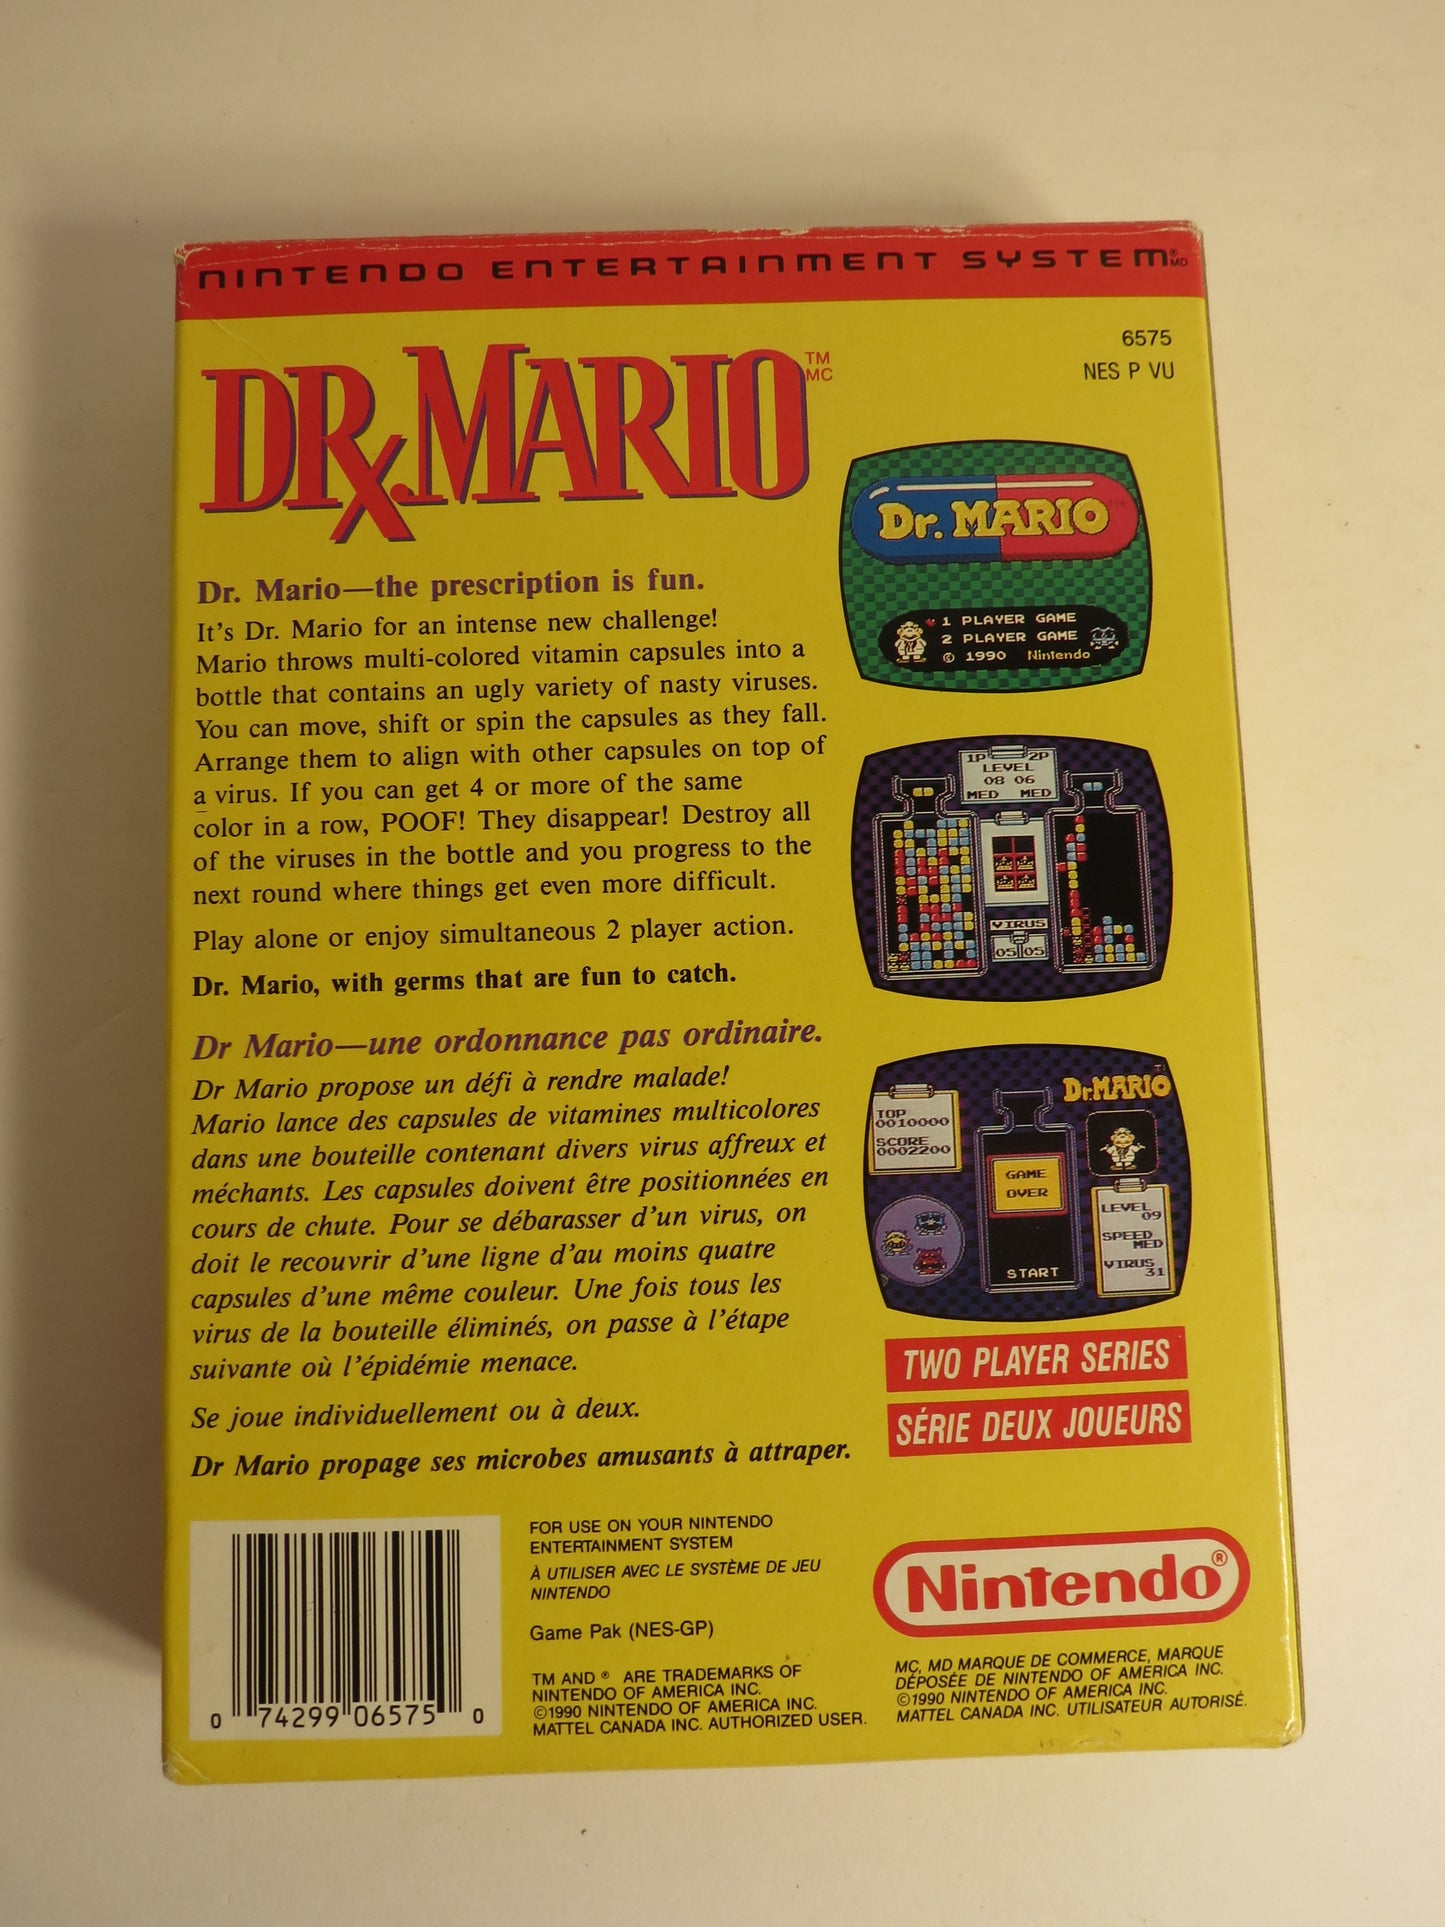 NINTENDO ENTERTAINMENT SYSTEM® MD
6575
NES P VU
DR. MARIO TM MC
Dr. Mario—the prescription is fun.
It's Dr. Mario for an intense new challenge!
Mario throws multi-colored vitamin capsules into a
bottle that contains an ugly variety of nasty viruses.
You can move, shift or spin the capsules as they fall.
Arrange them to align with other capsules on top of
a virus. If you can get 4 or more of the same
color in a row, POOF! They disappear! Destroy all
of the viruses in the bottle and you progress to the
next round where things get even more difficult.
Play alone or enjoy simultaneous 2 player action.
Dr. Mario, with germs that are fun to catch.
Dr Mario—une ordonnance pas ordinaire.
Dr Mario propose un défi à rendre malade!
Mario lance des capsules de vitamines multicolores
dans une bouteille contenant divers virus affreux et
méchants. Les capsules doivent être positionnées en
cours de chute. Pour se débarasser d'un virus, on
doit le recouvrir d'une ligne d'au moins quatre
capsules d'une même couleur. Une fois tous les
virus de la bouteille éliminés, on passe à l'étape
suivante où l'épidémie menace.
Se joue individuellement ou à deux.
Dr Mario propage ses microbes amusants à attraper.
Dr. MARIO TM
1 PLAYER GAME
2 PLAYER GAME
© 1990 Nintendo
1P 2P
LEVEL
08 06
MED MED
VIRUS
05 05
Dr.MARIO
TOP
0010000
SCORE
0002200
GAME
OVER
START
LEVEL
09
SPEED
MED
VIRUS
31
TWO PLAYER SERIES
SÉRIE DEUX JOUEURS
0 74299 06575 0
FOR USE ON YOUR NINTENDO
ENTERTAINMENT SYSTEM
À UTILISER AVEC LE SYSTÈME DE JEU
NINTENDO
Game Pak (NES-GP)
TM AND ® ARE TRADEMARKS OF
NINTENDO OF AMERICA INC.
©1990 NINTENDO OF AMERICA INC.
MATTEL CANADA INC. AUTHORIZED USER.
Nintendo®
MC, MD MARQUE DE COMMERCE, MARQUE
DÉPOSÉE DE NINTENDO OF AMERICA INC.
©1990 NINTENDO OF AMERICA INC.
MATTEL CANADA INC. UTILISATEUR AUTORISÉ.